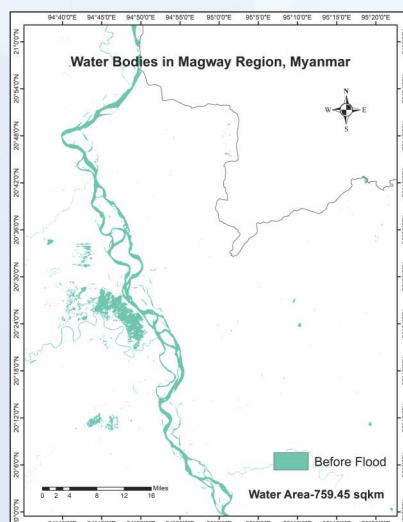 94°40'0"E 94°45'0"E 94°50'0"E 94°55'0"E 95°0'0"E 95°5'0"E 95°10'0"E 95°15'0"E 95°20'0"E
21°0'0"N
Water Bodies in Magway Region, Myanmar
N
W E
S
20°54'0"N
20°48'0"N
20°42'0"N
20°36'0"N
20°30'0"N
20°24'0"N
20°18'0"N
20°12'0"N
20°6'0"N
20°0'0"N
Before Flood
0 2 4 8 12 16 Miles
Water Area-759.45 sqkm